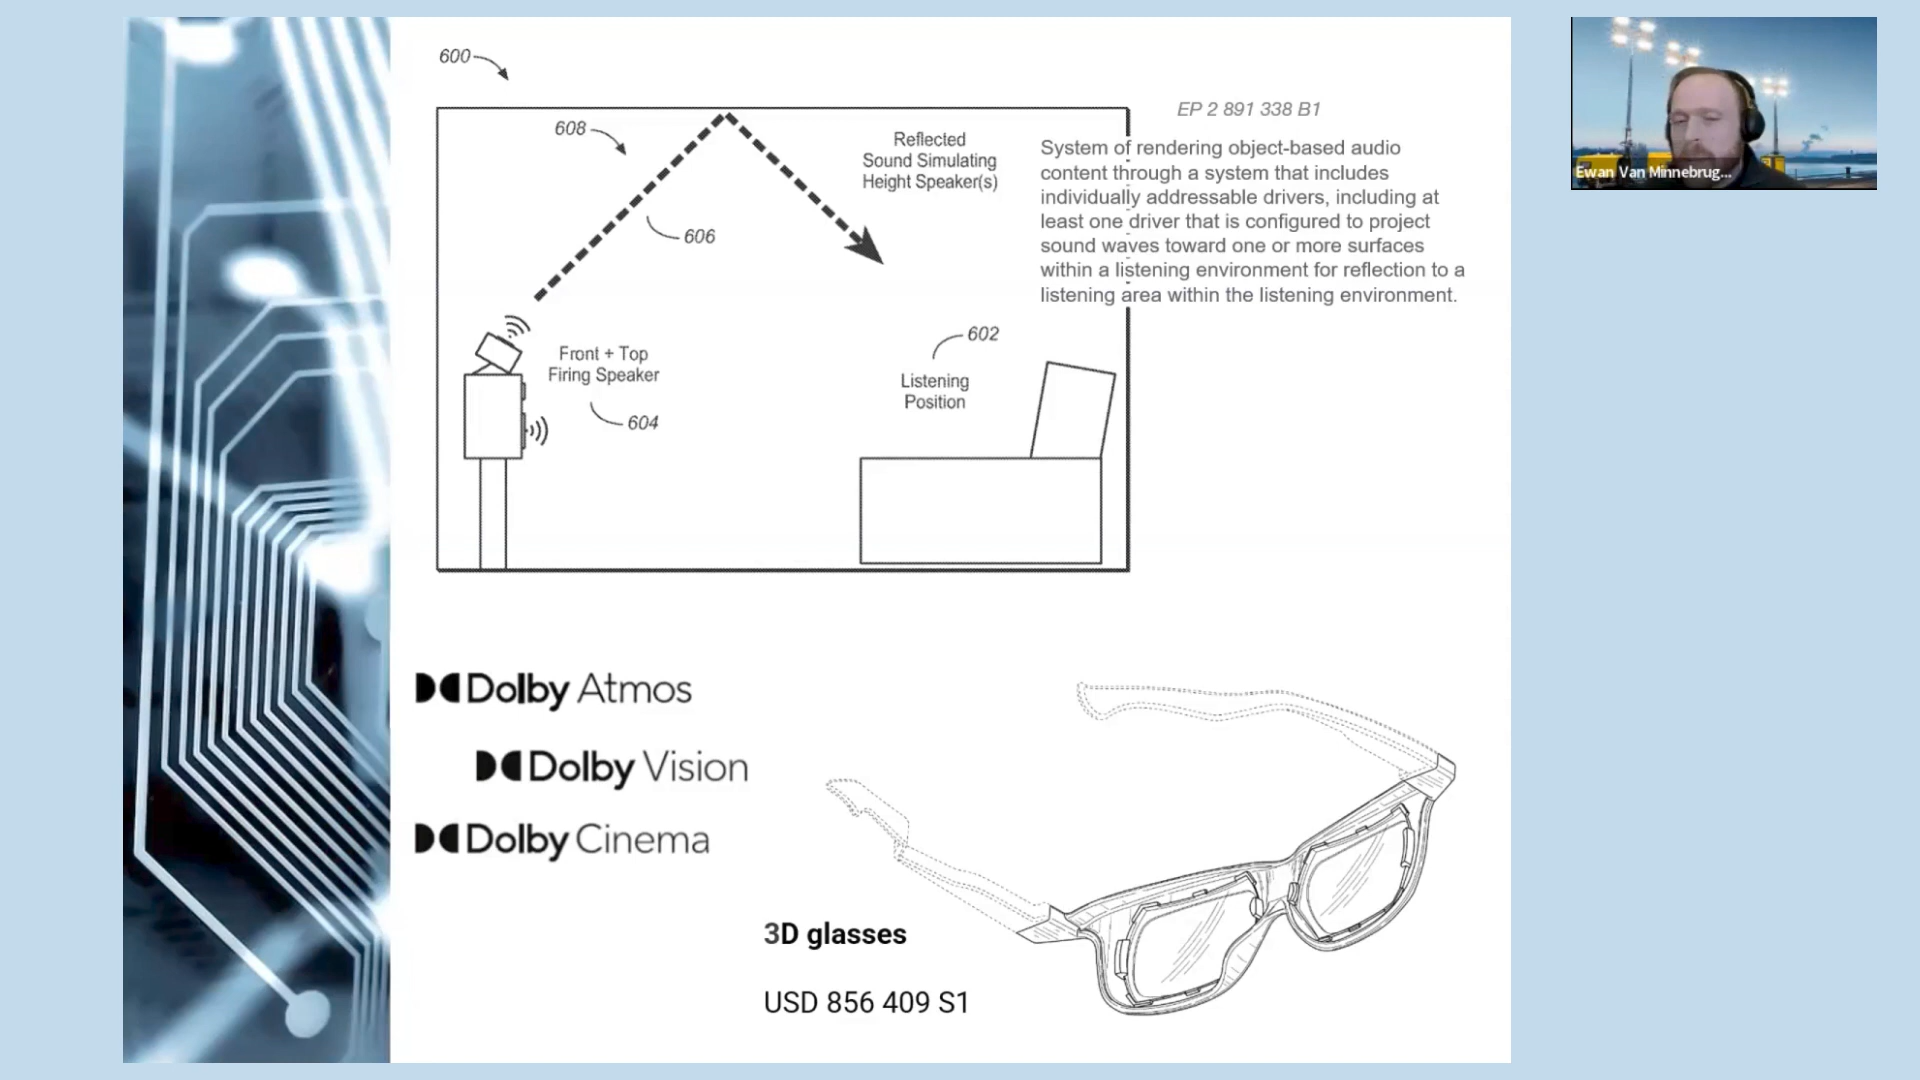 600
608
Reflected
Sound Simulating
Height Speaker(s)
606
Front + Top
Firing Speaker
604
602
Listening
Position
EP 2 891 338 B1
System of rendering object-based audio
content through a system that includes
individually addressable drivers, including at
least one driver that is configured to project
sound waves toward one or more surfaces
within a listening environment for reflection to a
listening area within the listening environment.
Dolby Atmos
Dolby Vision
Dolby Cinema
3D glasses
USD 856 409 S1
Ewan Van Minnebrug...